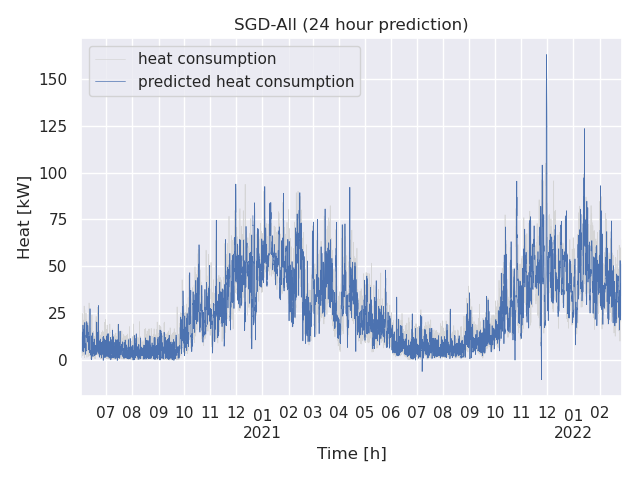 SGD-All (24 hour prediction)
heat consumption
predicted heat consumption
150
125
100
75
50
25
0
Heat [kW]
07 08 09 10 11 12 01 02 03 04 05 06 07 08 09 10 11 12 01 02
2021 2022
Time [h]